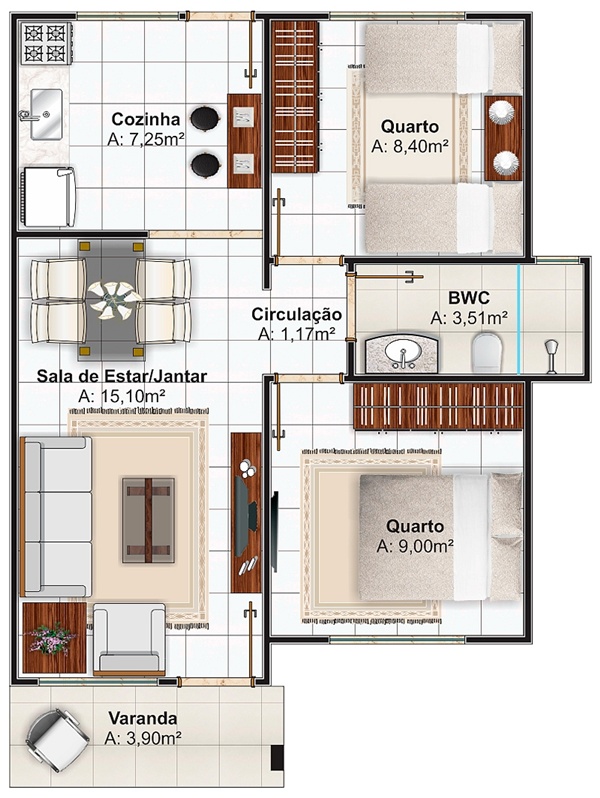 Cozinha
A: 7,25m²
Quarto
A: 8,40m²
Circulação
A: 1,17m²
BWC
A: 3,51m²
Sala de Estar/Jantar
A: 15,10m²
Quarto
A: 9,00m²
Varanda
A: 3,90m²